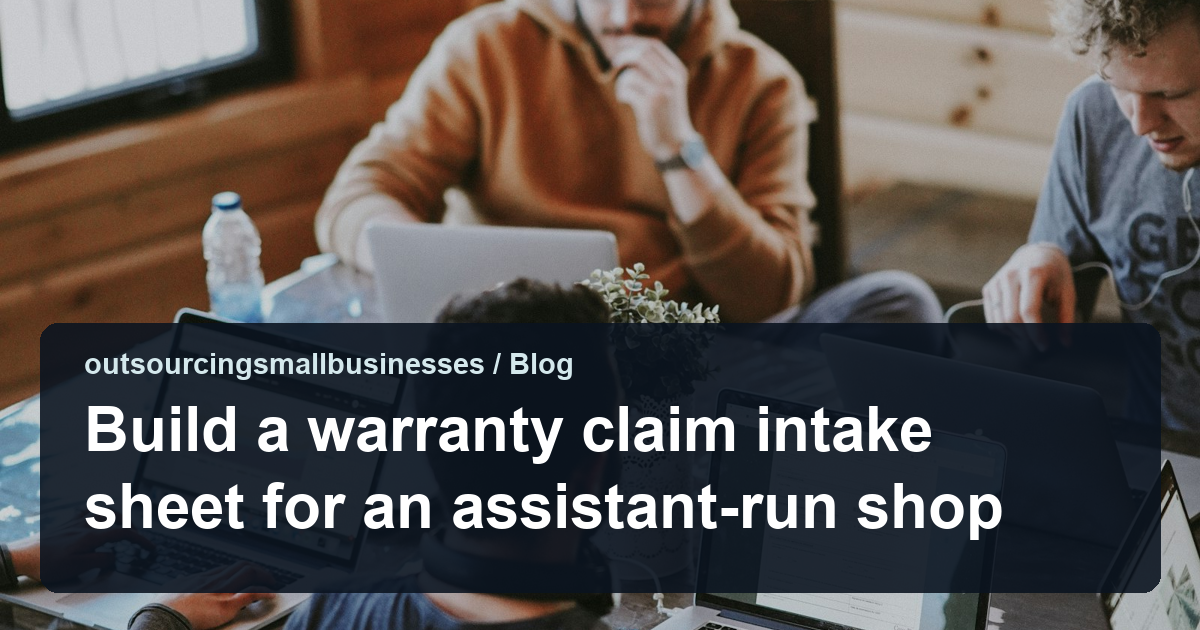 outsourcingsmallbusinesses / Blog
Build a warranty claim intake
sheet for an assistant-run shop